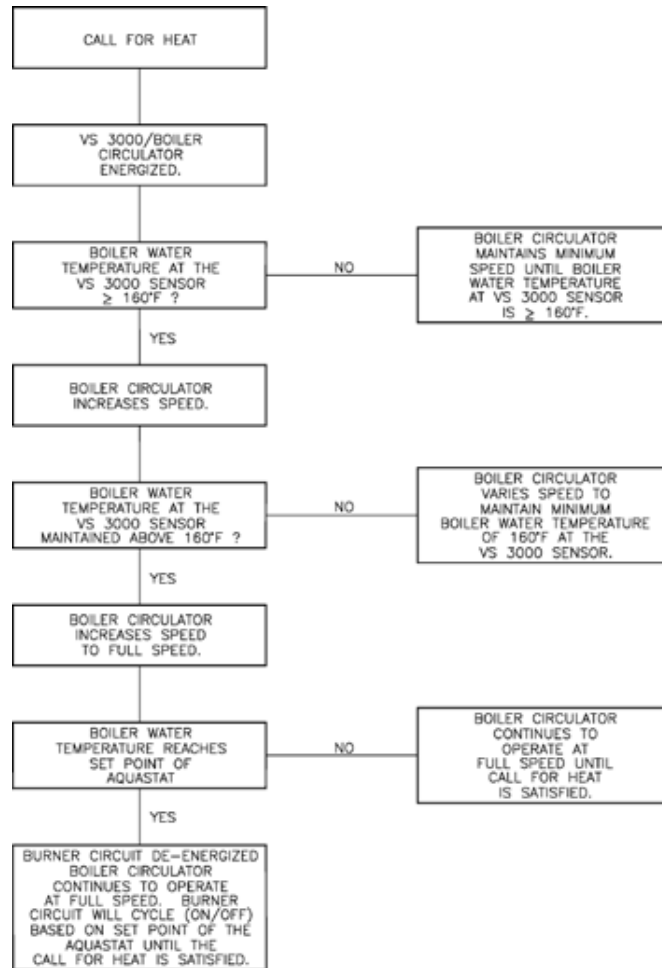 CALL FOR HEAT
VS 3000/BOILER
CIRCULATOR
ENERGIZED.
BOILER WATER
TEMPERATURE AT THE
VS 3000 SENSOR
≥ 160°F ?
NO
BOILER CIRCULATOR
MAINTAINS MINIMUM
SPEED UNTIL BOILER
WATER TEMPERATURE
AT VS 3000 SENSOR
IS ≥ 160°F.
YES
BOILER CIRCULATOR
INCREASES SPEED.
BOILER WATER
TEMPERATURE AT THE
VS 3000 SENSOR
MAINTAINED ABOVE 160°F ?
NO
BOILER CIRCULATOR
VARIES SPEED TO
MAINTAIN MINIMUM
BOILER WATER TEMPERATURE
OF 160°F AT THE
VS 3000 SENSOR.
YES
BOILER CIRCULATOR
INCREASES SPEED
TO FULL SPEED.
BOILER WATER
TEMPERATURE REACHES
SET POINT OF
AQUASTAT
NO
BOILER CIRCULATOR
CONTINUES TO
OPERATE AT
FULL SPEED UNTIL
CALL FOR HEAT
IS SATISFIED.
YES
BURNER CIRCUIT DE-ENERGIZED
BOILER CIRCULATOR
CONTINUES TO OPERATE
AT FULL SPEED. BURNER
CIRCUIT WILL CYCLE (ON/OFF)
BASED ON SET POINT OF THE
AQUASTAT UNTIL THE
CALL FOR HEAT IS SATISFIED.